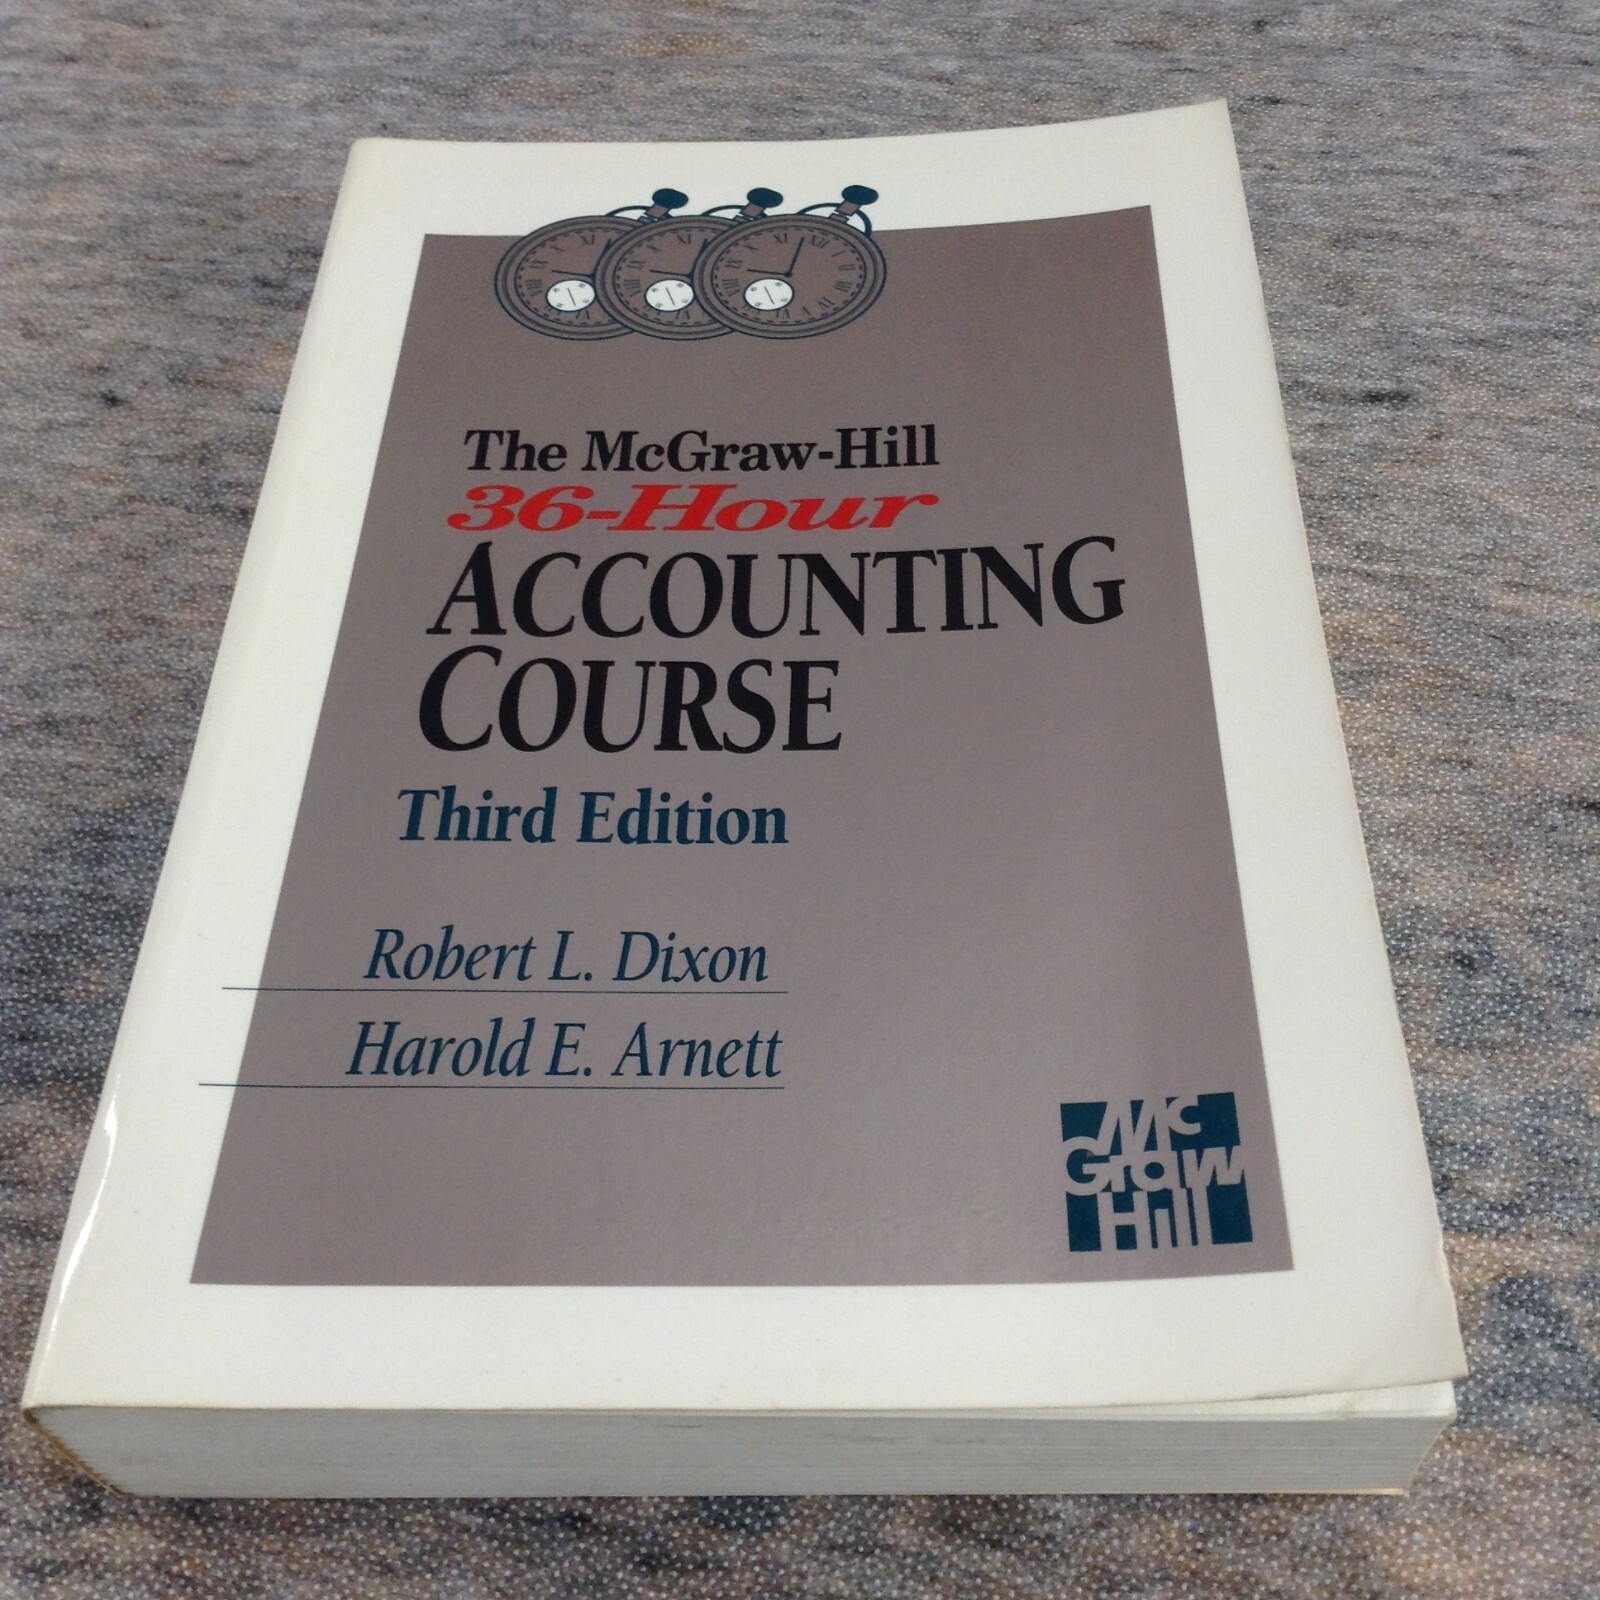 The McGraw-Hill
36-Hour
ACCOUNTING
COURSE
Third Edition
Robert L. Dixon
Harold E. Arnett
Mc
Graw
Hill